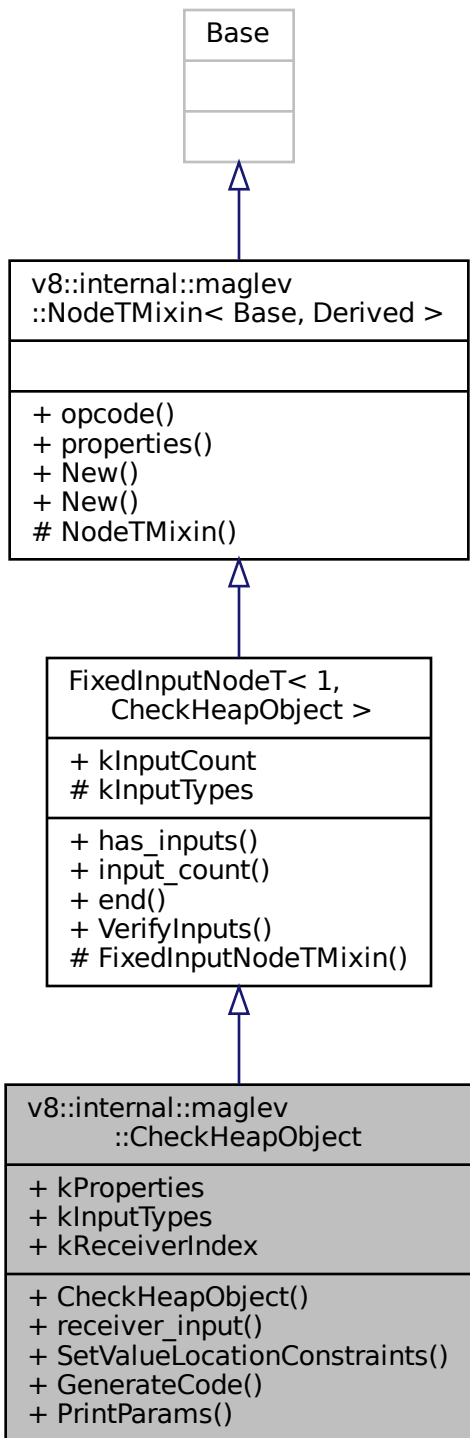 Base
v8::internal::maglev
::NodeTMixin< Base, Derived >
+ opcode()
+ properties()
+ New()
+ New()
# NodeTMixin()
FixedInputNodeT< 1,
CheckHeapObject >
+ kInputCount
# kInputTypes
+ has_inputs()
+ input_count()
+ end()
+ VerifyInputs()
# FixedInputNodeTMixin()
v8::internal::maglev
::CheckHeapObject
+ kProperties
+ kInputTypes
+ kReceiverIndex
+ CheckHeapObject()
+ receiver_input()
+ SetValueLocationConstraints()
+ GenerateCode()
+ PrintParams()